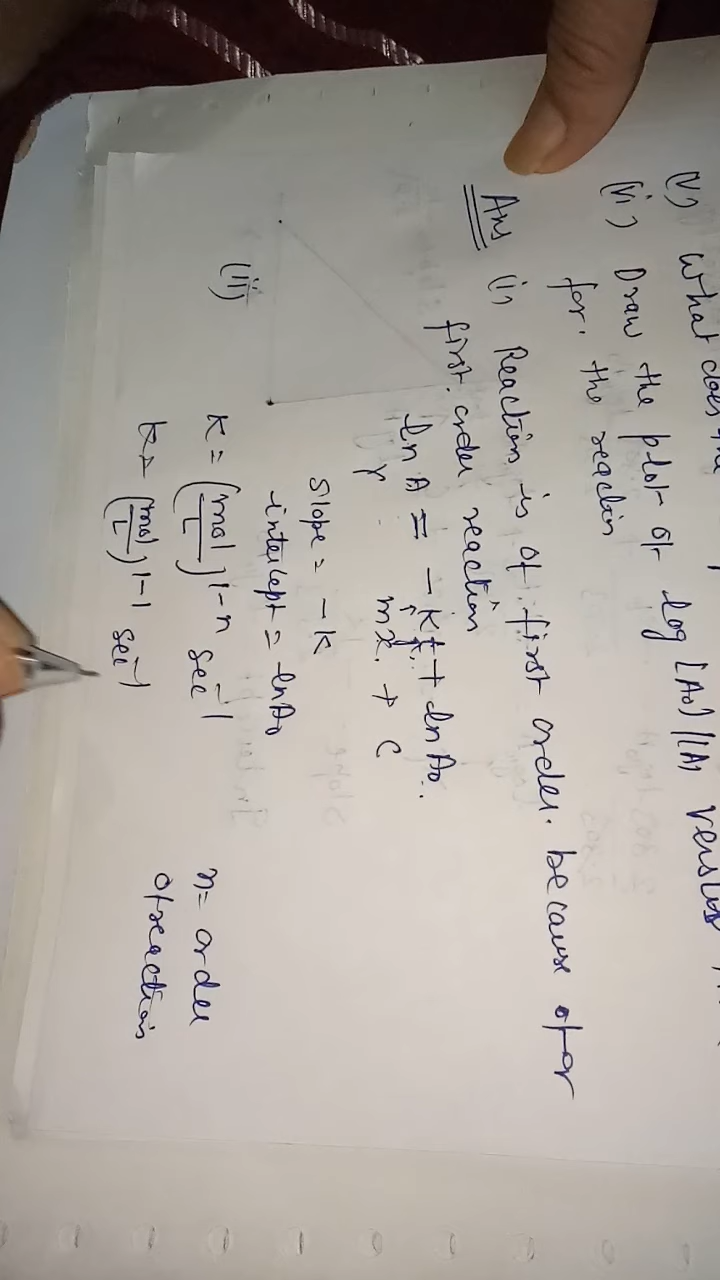 (V) What does the
(Vi) Draw the plot of log [A₀] /[A] versus
for the reaction
Ans (i) Reaction is of first order. because of or
first order reaction
ln A = -kt + ln A₀
y mx + C
Slope = -k
intercept = ln A₀
(ii) K = (mol/L)^1-n sec^-1 n = order
of reaction
K = (mol/L)^1-1 sec^-1